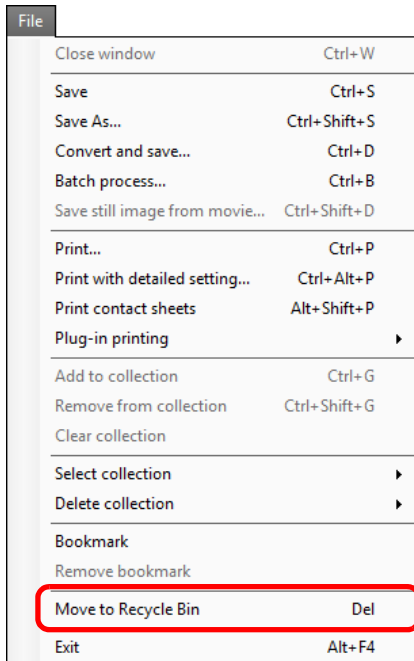 File
Close window Ctrl+W
Save Ctrl+S
Save As... Ctrl+Shift+S
Convert and save... Ctrl+D
Batch process... Ctrl+B
Save still image from movie... Ctrl+Shift+D
Print... Ctrl+P
Print with detailed setting... Ctrl+Alt+P
Print contact sheets Alt+Shift+P
Plug-in printing
Add to collection Ctrl+G
Remove from collection Ctrl+Shift+G
Clear collection
Select collection
Delete collection
Bookmark
Remove bookmark
Move to Recycle Bin Del
Exit Alt+F4